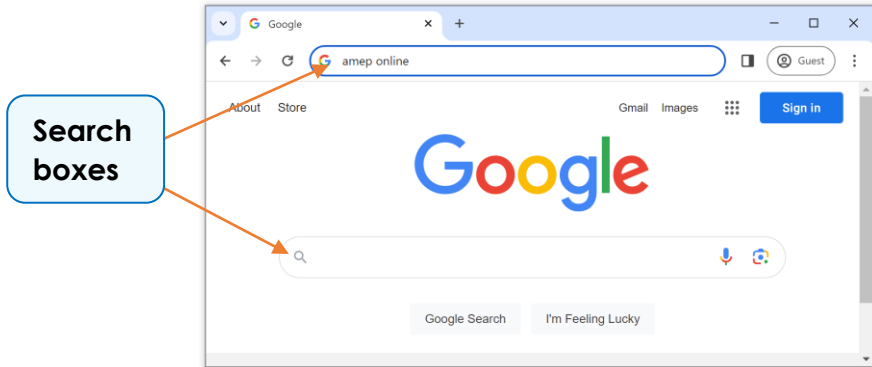 Google
amep online
Guest
About Store
Gmail Images
Sign in
Search
boxes
Google
Google Search
I'm Feeling Lucky